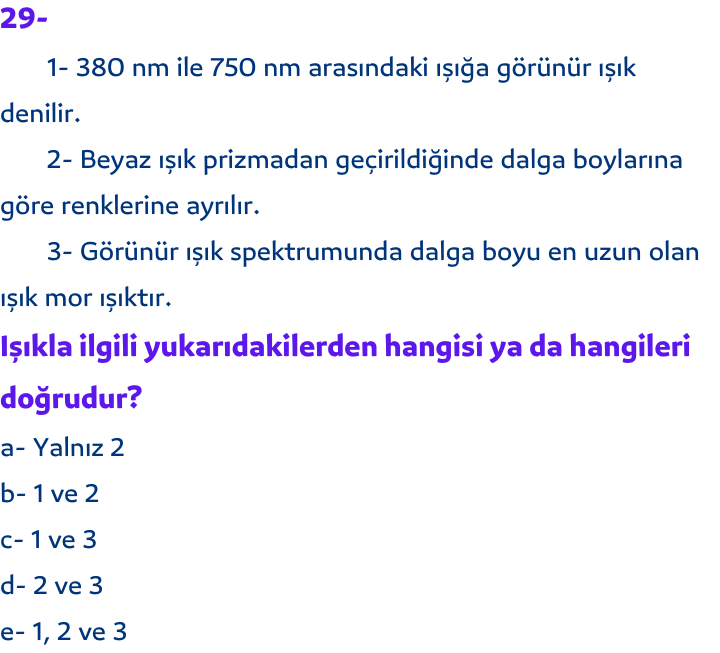 29-
1- 380 nm ile 750 nm arasındaki ışığa görünür ışık
denilir.
2- Beyaz ışık prizmadan geçirildiğinde dalga boylarına
göre renklerine ayrılır.
3- Görünür ışık spektrumunda dalga boyu en uzun olan
ışık mor ışıktır.
Işıkla ilgili yukarıdakilerden hangisi ya da hangileri
doğrudur?
a- Yalnız 2
b- 1 ve 2
c- 1 ve 3
d- 2 ve 3
e- 1, 2 ve 3